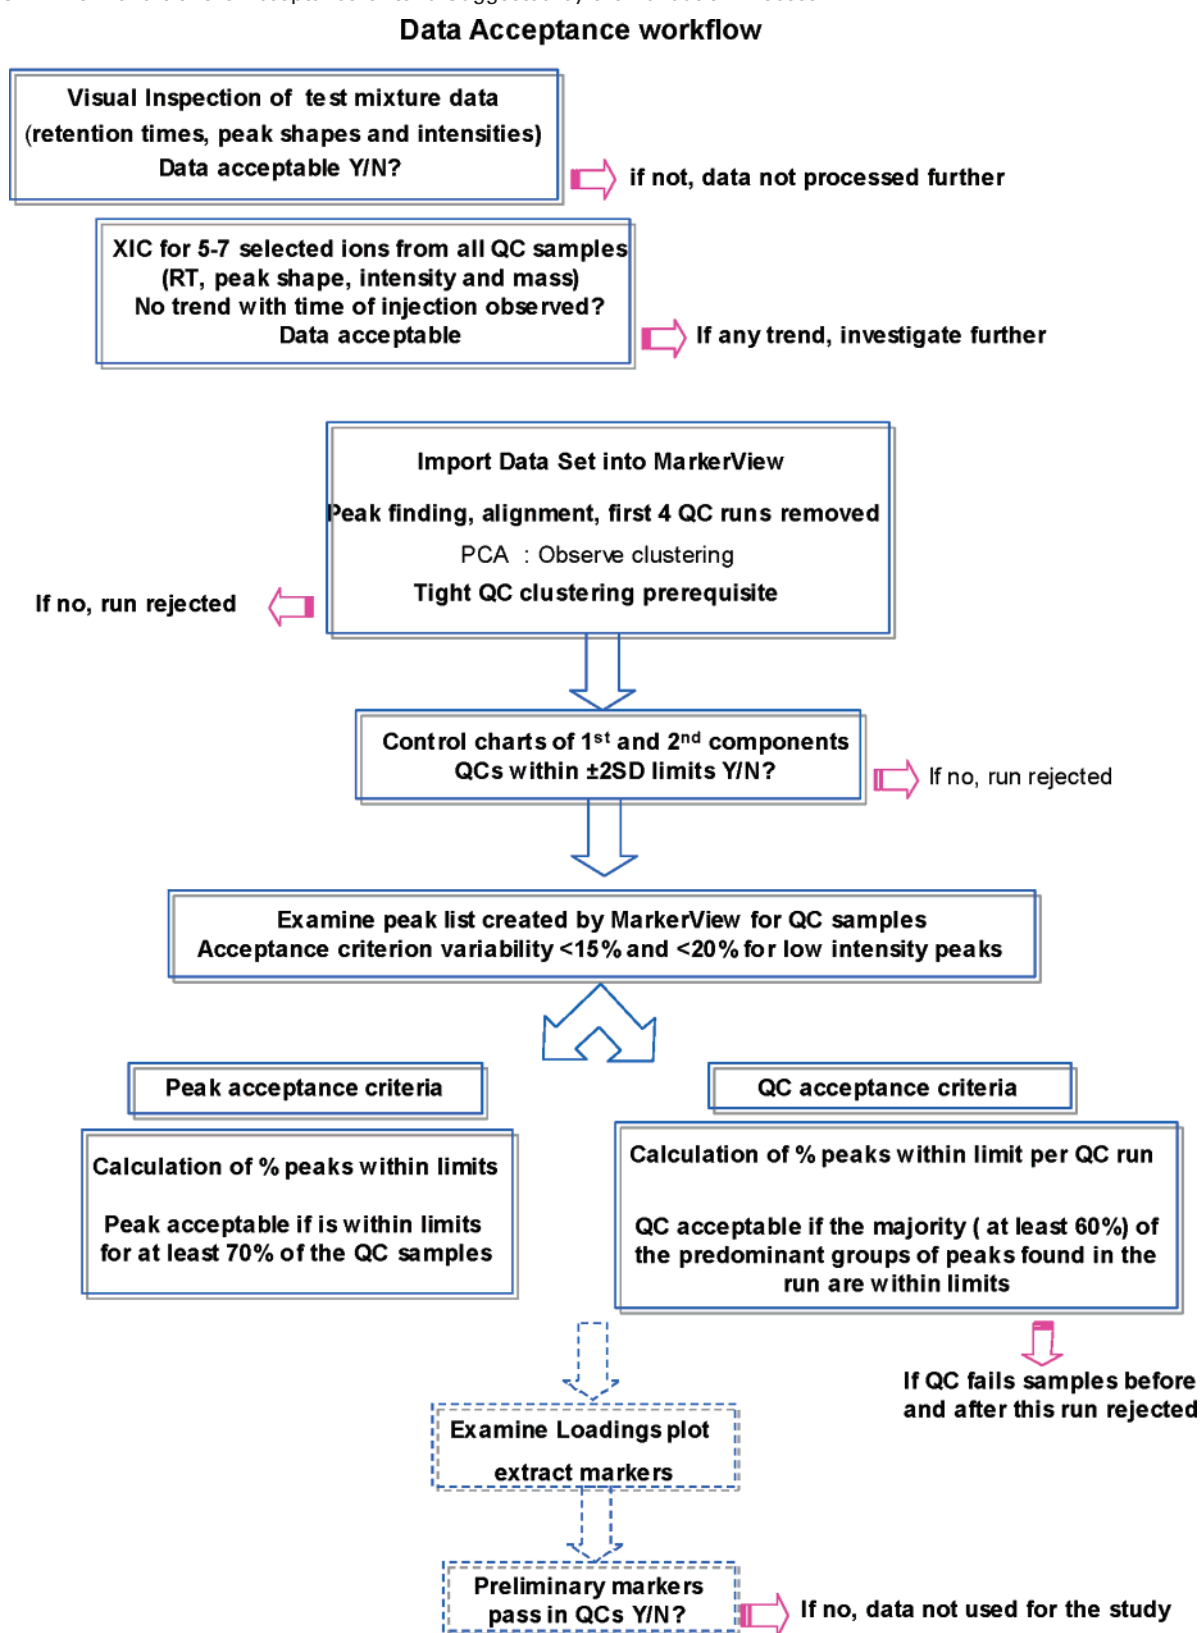 Data Acceptance workflow
Visual Inspection of test mixture data
(retention times, peak shapes and intensities)
Data acceptable Y/N?
if not, data not processed further
XIC for 5-7 selected ions from all QC samples
(RT, peak shape, intensity and mass)
No trend with time of injection observed?
Data acceptable
If any trend, investigate further
Import Data Set into MarkerView
Peak finding, alignment, first 4 QC runs removed
PCA : Observe clustering
Tight QC clustering prerequisite
If no, run rejected
Control charts of 1st and 2nd components
QCs within ±2SD limits Y/N?
If no, run rejected
Examine peak list created by MarkerView for QC samples
Acceptance criterion variability <15% and <20% for low intensity peaks
Peak acceptance criteria
Calculation of % peaks within limits
Peak acceptable if is within limits
for at least 70% of the QC samples
QC acceptance criteria
Calculation of % peaks within limit per QC run
QC acceptable if the majority ( at least 60%) of
the predominant groups of peaks found in the
run are within limits
If QC fails samples before
and after this run rejected
Examine Loadings plot
extract markers
Preliminary markers
pass in QCs Y/N?
If no, data not used for the study